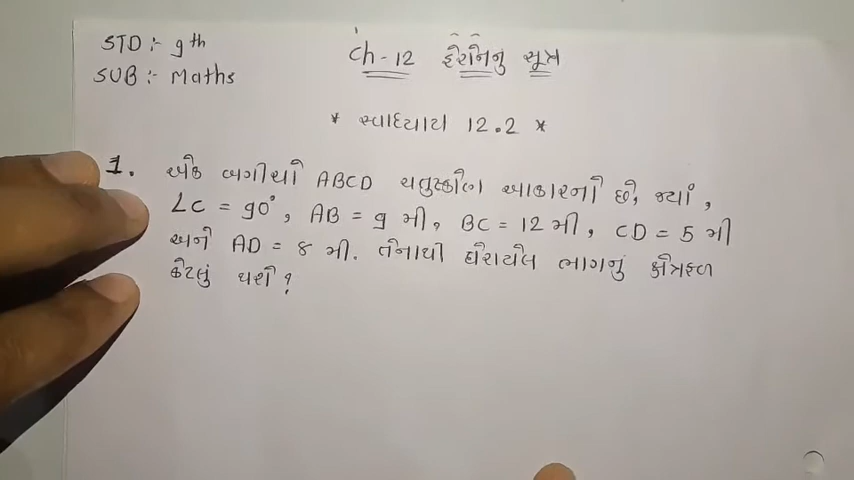 STD :- 9th
SUB :- Maths
Ch - 12 હેરોનનું સૂત્ર
* સ્વાધ્યાય 12.2 *
1. એક બગીચો ABCD ચતુષ્કોણ આકારનો છે, જ્યાં,
∠C = 90°, AB = 9 મી, BC = 12 મી, CD = 5 મી
અને AD = 8 મી. તેનાથી ઘેરાયેલ ભાગનું ક્ષેત્રફળ
કેટલું થશે?